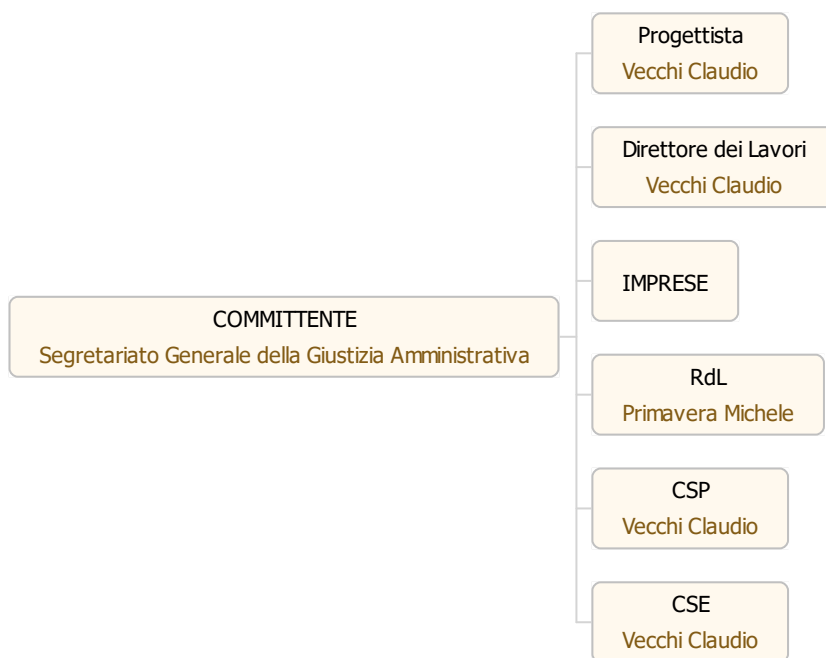 Progettista
Vecchi Claudio
Direttore dei Lavori
Vecchi Claudio
IMPRESE
COMMITTENTE
Segretariato Generale della Giustizia Amministrativa
RdL
Primavera Michele
CSP
Vecchi Claudio
CSE
Vecchi Claudio